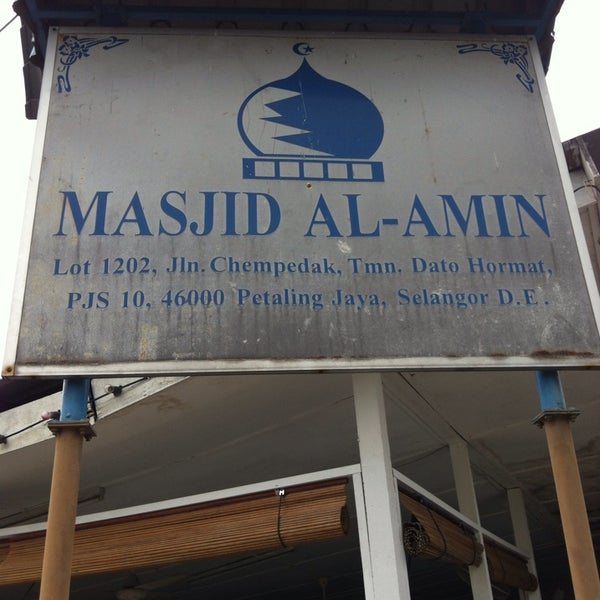 MASJID AL-AMIN
Lot 1202, Jln. Chempedak, Tmn. Dato Hormat,
PJS 10, 46000 Petaling Jaya, Selangor D.E.